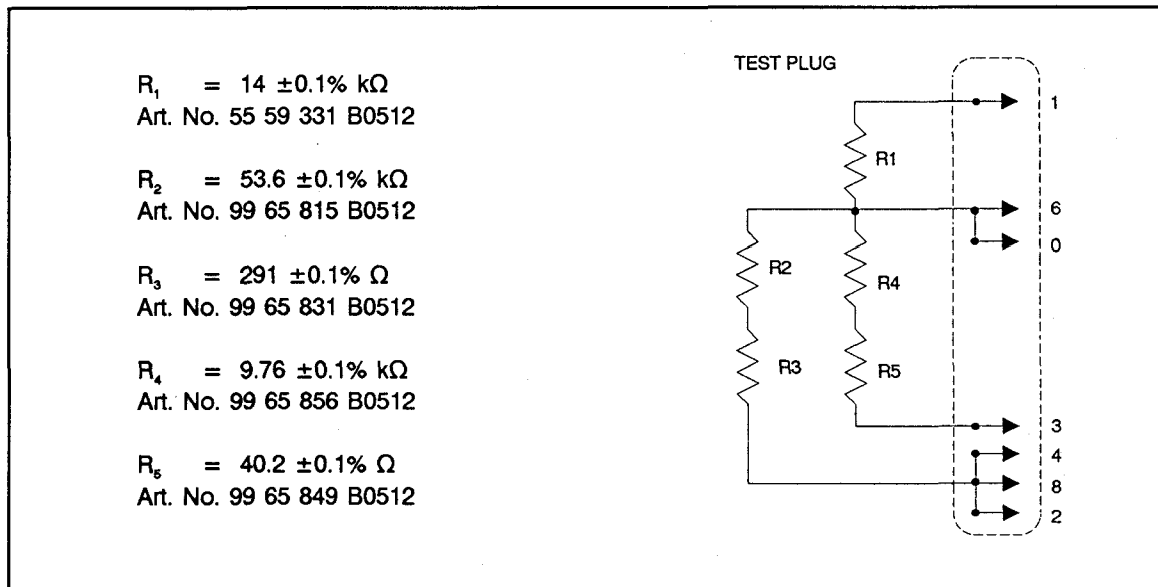 R₁ = 14 ±0.1% kΩ
Art. No. 55 59 331 B0512
R₂ = 53.6 ±0.1% kΩ
Art. No. 99 65 815 B0512
R₃ = 291 ±0.1% Ω
Art. No. 99 65 831 B0512
R₄ = 9.76 ±0.1% kΩ
Art. No. 99 65 856 B0512
R₅ = 40.2 ±0.1% Ω
Art. No. 99 65 849 B0512
TEST PLUG
1
R1
6
0
R2 R4
R3 R5
3
4
8
2